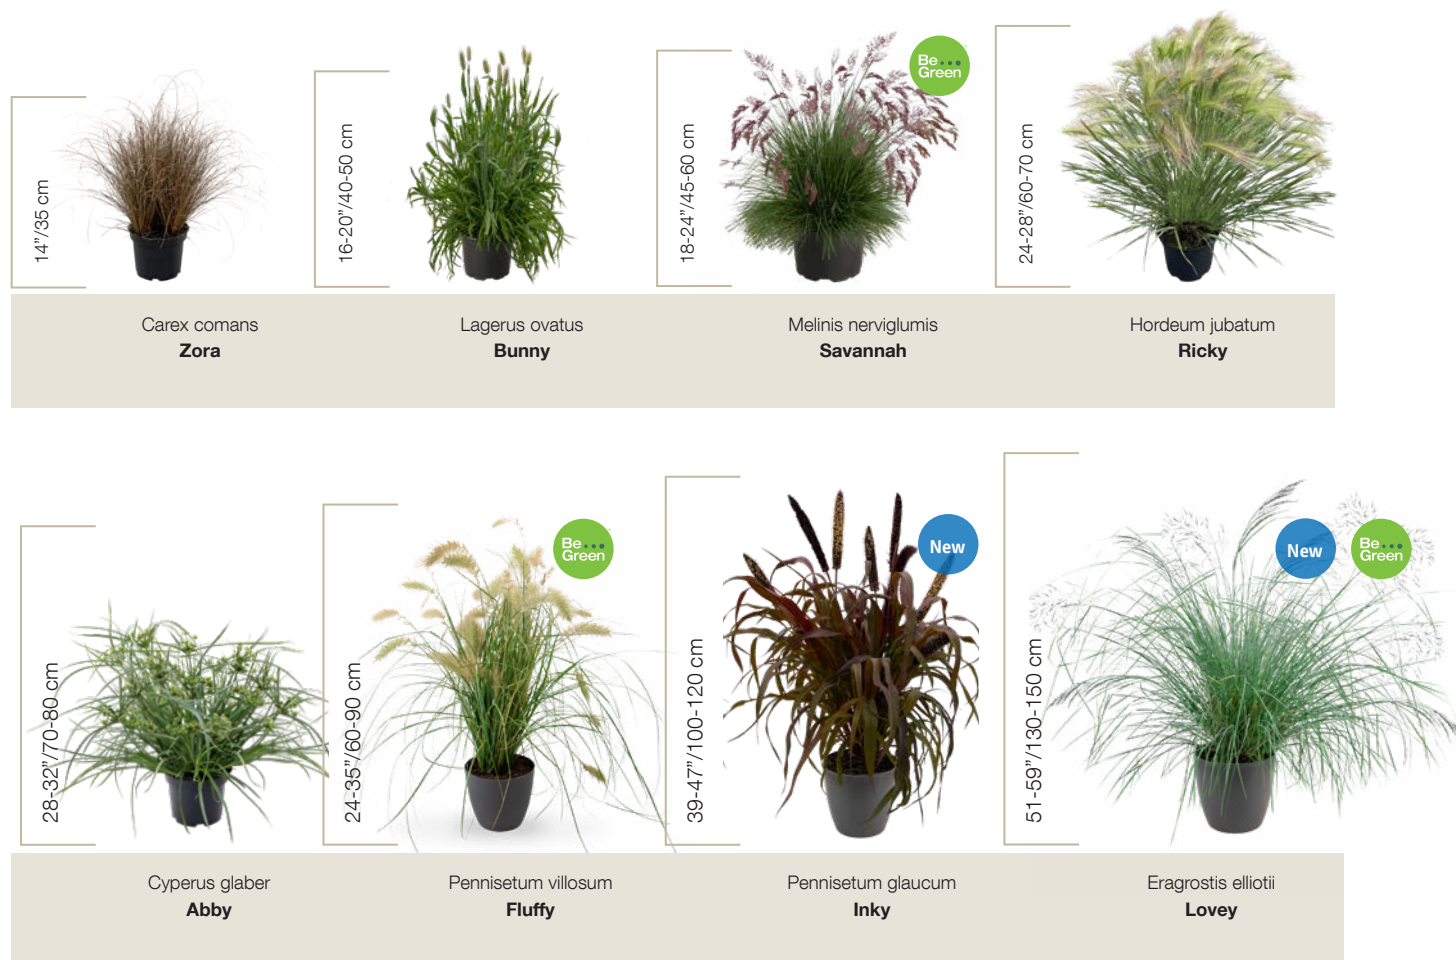 14”/35 cm
16-20”/40-50 cm
18-24”/45-60 cm
Be...
Green
24-28”/60-70 cm
Carex comans
Zora
Lagerus ovatus
Bunny
Melinis nerviglumis
Savannah
Hordeum jubatum
Ricky
28-32”/70-80 cm
24-35”/60-90 cm
Be...
Green
39-47”/100-120 cm
New
51-59”/130-150 cm
New
Be...
Green
Cyperus glaber
Abby
Pennisetum villosum
Fluffy
Pennisetum glaucum
Inky
Eragrostis elliotii
Lovey